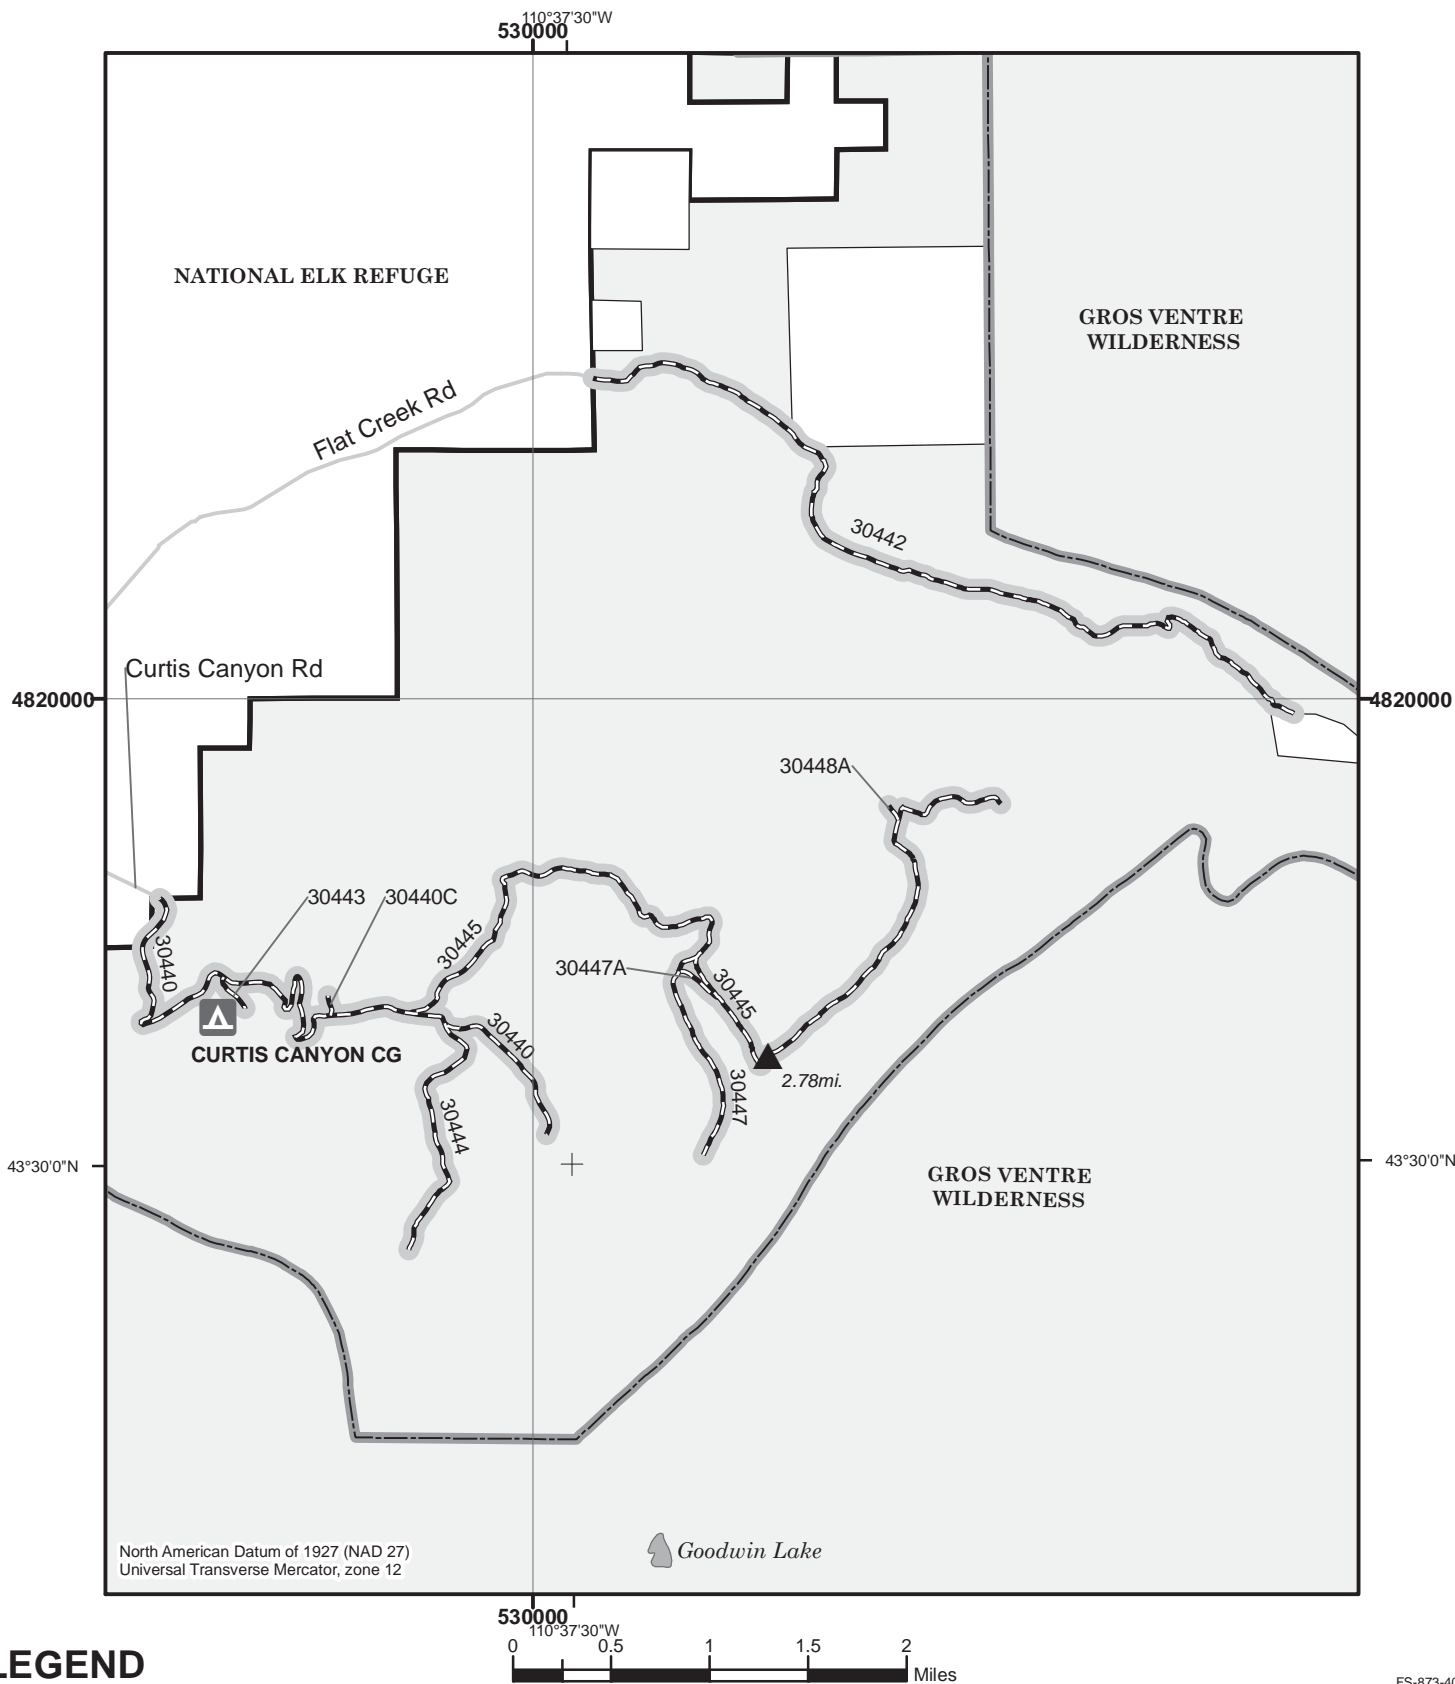 110°37'30"W
530000
NATIONAL ELK REFUGE
GROS VENTRE
WILDERNESS
Flat Creek Rd
30442
Curtis Canyon Rd
4820000
4820000
30448A
30443
30440C
30445
30440
30447A
30445
30440
CURTIS CANYON CG
2.78mi.
30447
30444
43°30'0"N
43°30'0"N
GROS VENTRE
WILDERNESS
North American Datum of 1927 (NAD 27)
Universal Transverse Mercator, zone 12
Goodwin Lake
530000
110°37'30"W
0 0.5 1 1.5 2
Miles
LEGEND